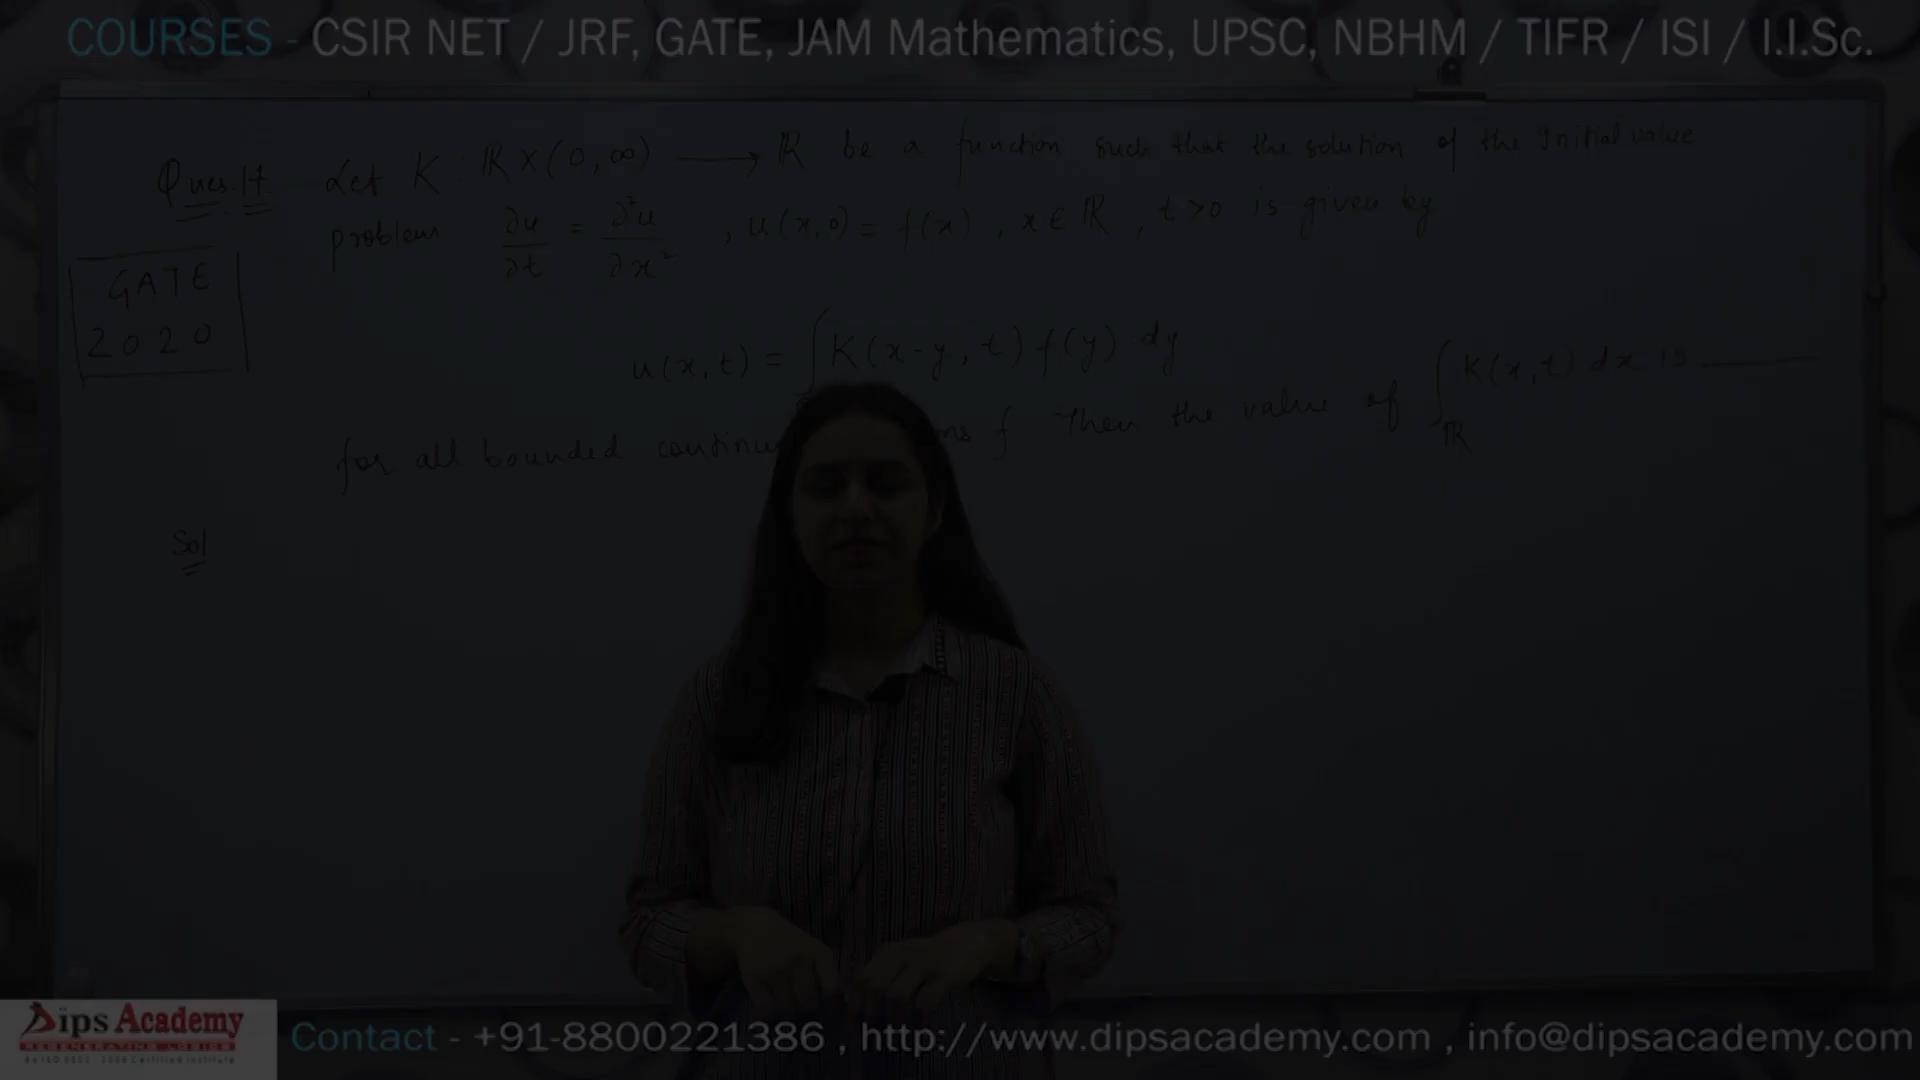 COURSES - CSIR NET / JRF, GATE, JAM Mathematics, UPSC, NBHM / TIFR / ISI / I.I.Sc.
Ques.17 Let K : ℝ × (0, ∞) ⟶ ℝ be a function such that the solution of the Initial value
problem ∂u/∂t = ∂²u/∂x² , u(x,0) = f(x) , x ∈ ℝ , t > 0 is given by
GATE
2020
u(x,t) = ∫ K(x-y, t) f(y) dy
for all bounded continu ns f Then the value of ∫_ℝ K(x,t) dx is ______
Sol
Dips Academy
Contact - +91-8800221386 , http://www.dipsacademy.com , info@dipsacademy.com